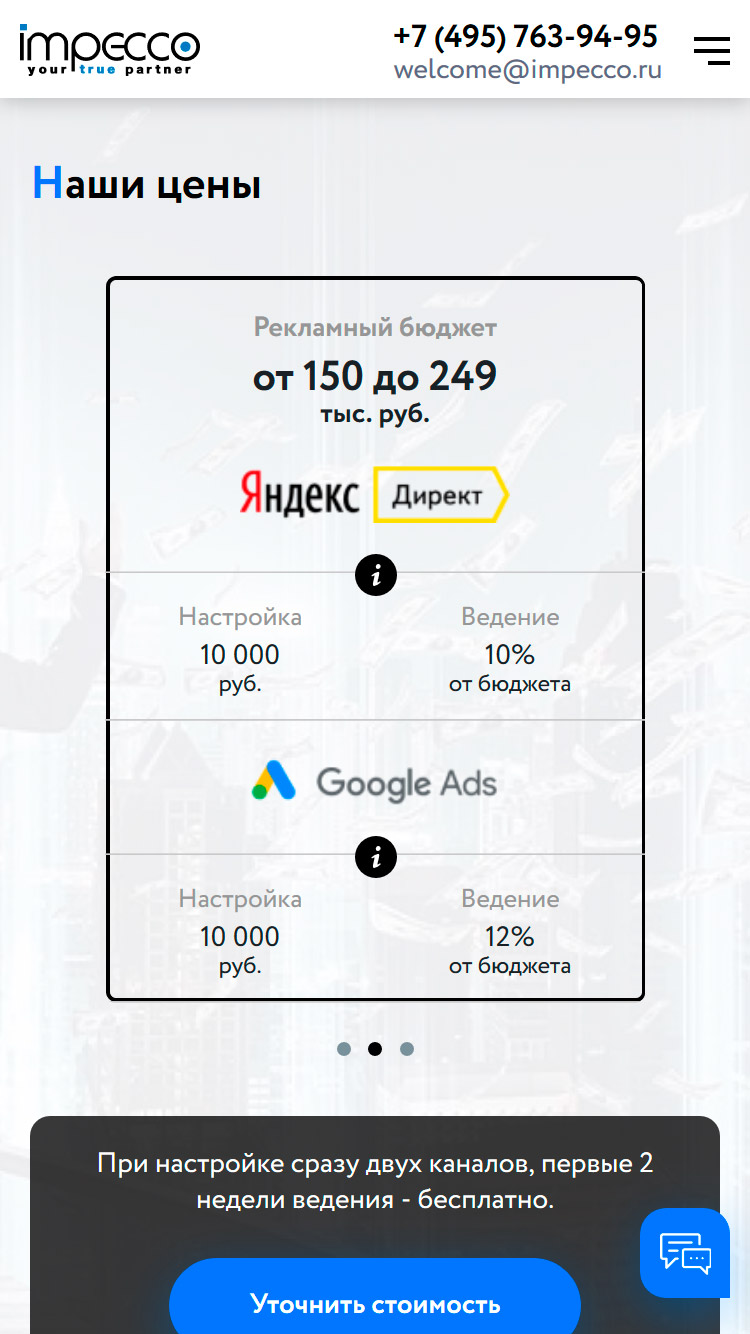 impecco
your true partner
+7 (495) 763-94-95
welcome@impecco.ru
Наши цены
Рекламный бюджет
от 150 до 249
тыс. руб.
Яндекс Директ
i
Настройка Ведение
10 000 10%
руб. от бюджета
Google Ads
i
Настройка Ведение
10 000 12%
руб. от бюджета
При настройке сразу двух каналов, первые 2
недели ведения - бесплатно.
Уточнить стоимость